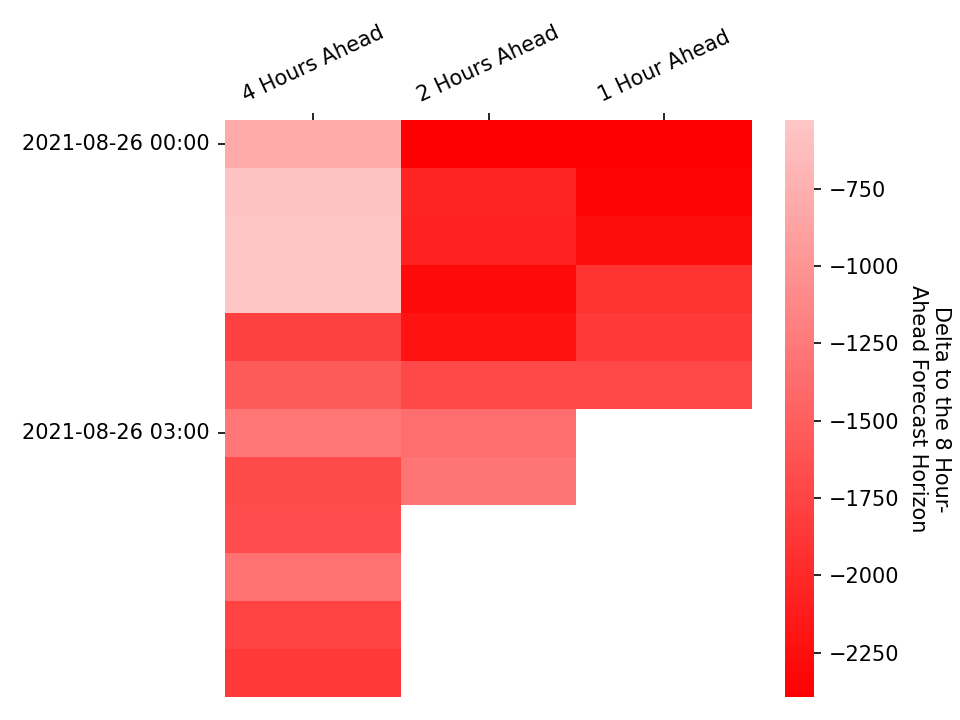 4 Hours Ahead
2 Hours Ahead
1 Hour Ahead
2021-08-26 00:00
2021-08-26 03:00
−750
−1000
−1250
−1500
−1750
−2000
−2250
Delta to the 8 Hour-
Ahead Forecast Horizon